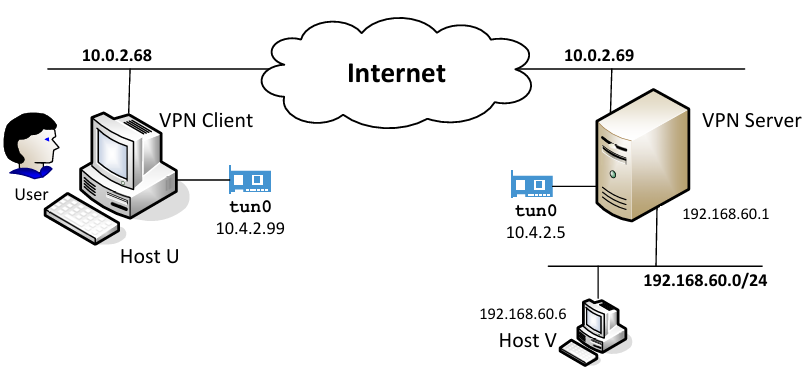 10.0.2.68
10.0.2.69
Internet
VPN Client
VPN Server
User
tun0
10.4.2.99
tun0
10.4.2.5
192.168.60.1
Host U
192.168.60.0/24
192.168.60.6
Host V